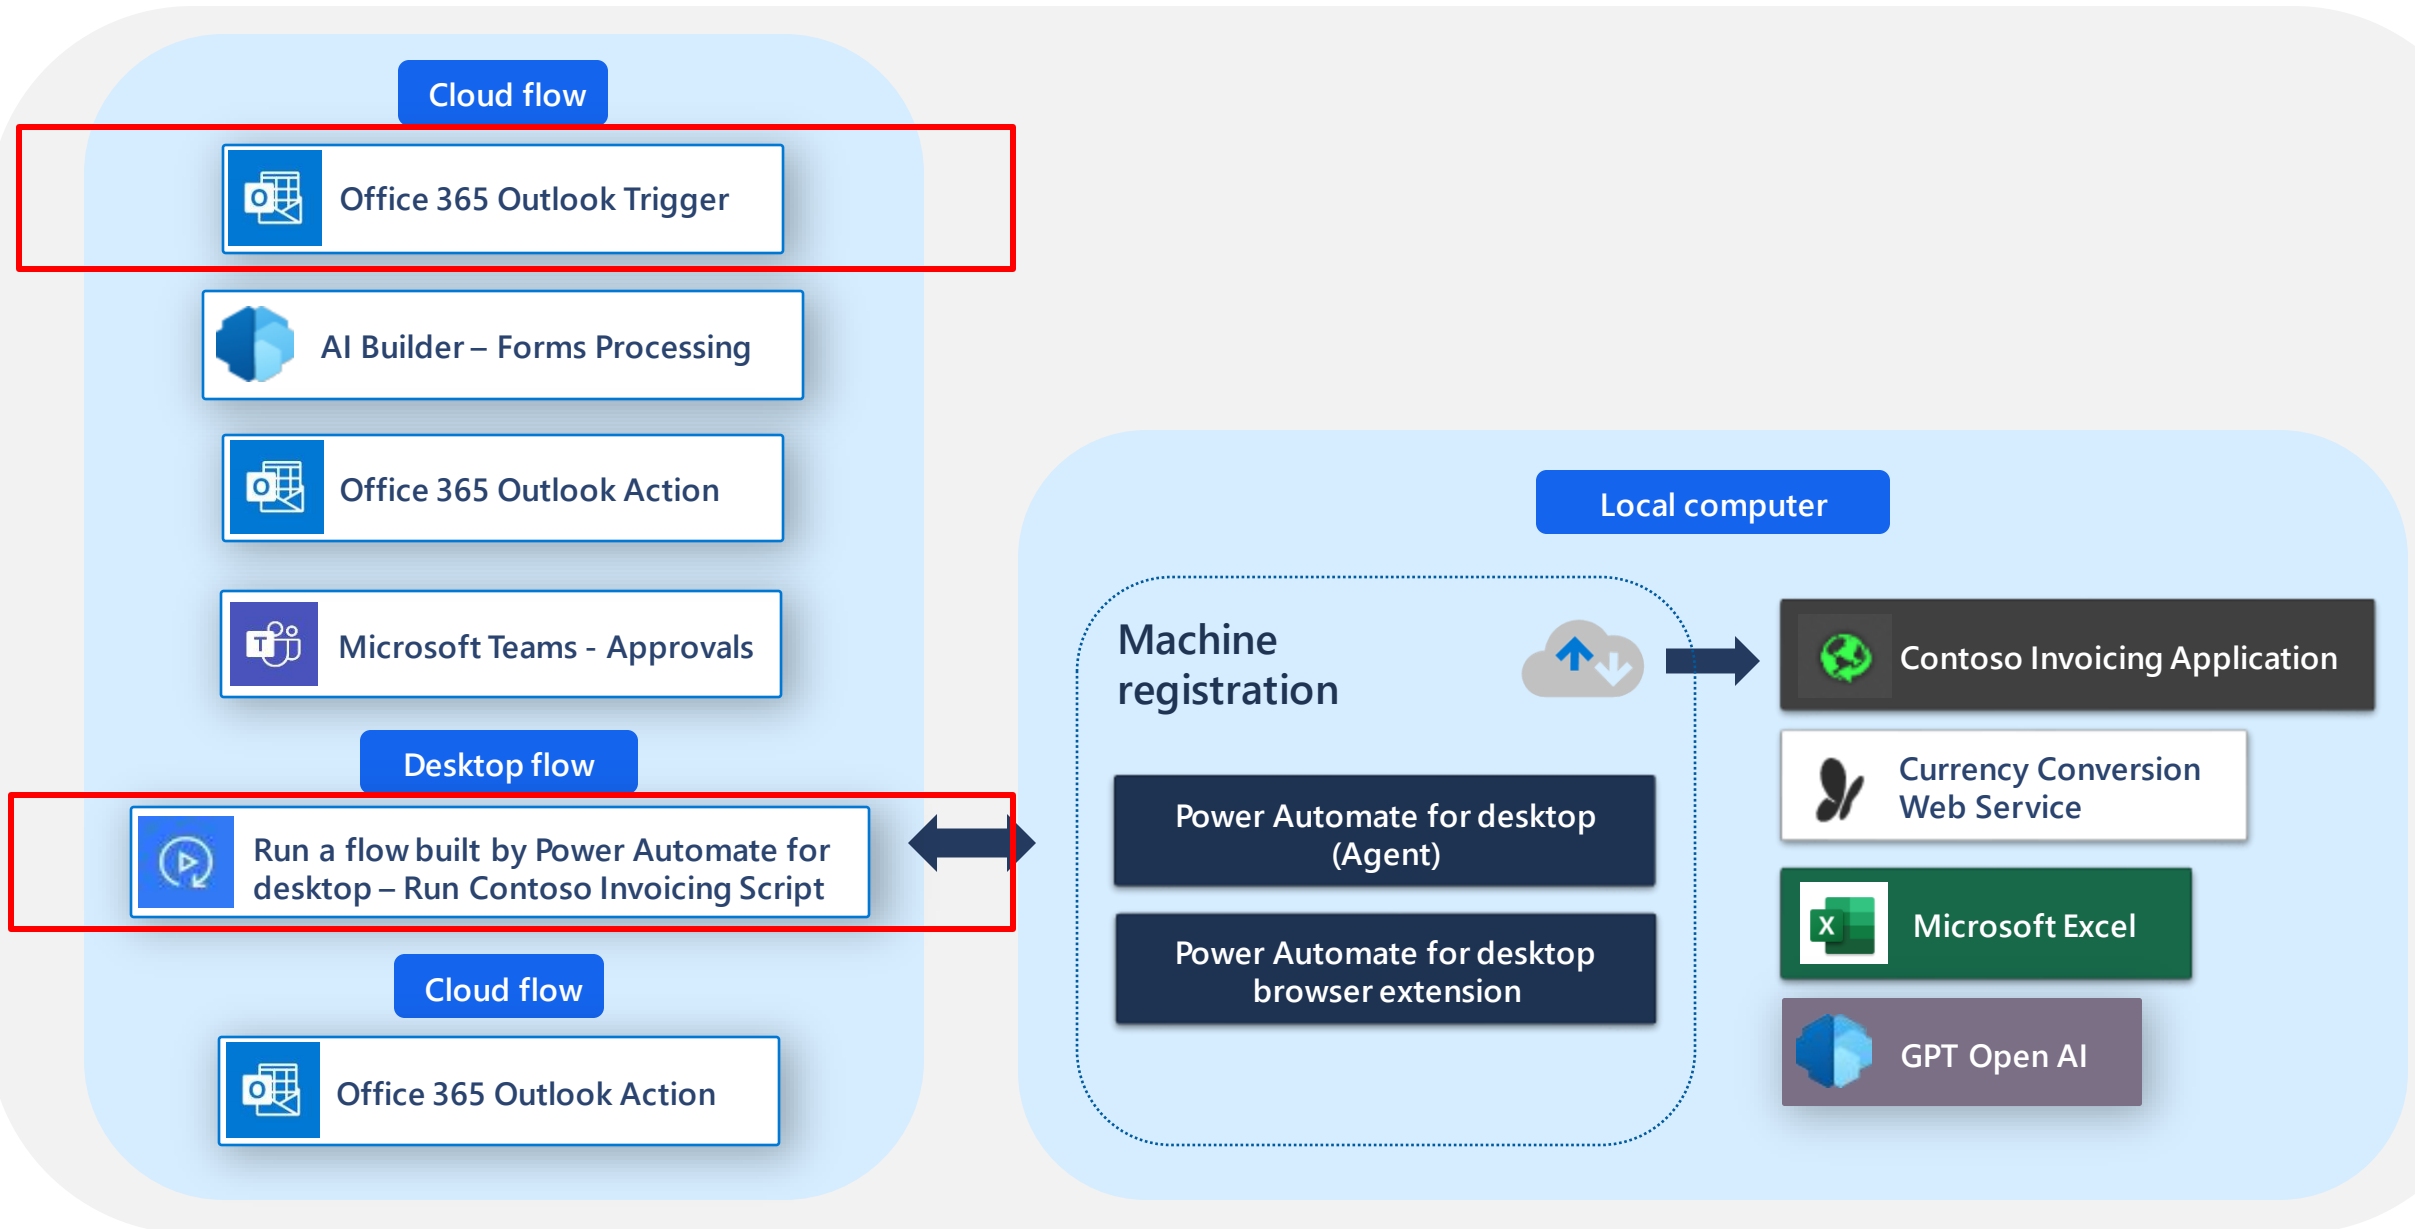 Cloud flow
Office 365 Outlook Trigger
AI Builder – Forms Processing
Office 365 Outlook Action
Microsoft Teams - Approvals
Desktop flow
Run a flow built by Power Automate for
desktop – Run Contoso Invoicing Script
Cloud flow
Office 365 Outlook Action
Local computer
Machine
registration
Power Automate for desktop
(Agent)
Power Automate for desktop
browser extension
Contoso Invoicing Application
Currency Conversion
Web Service
Microsoft Excel
GPT Open AI